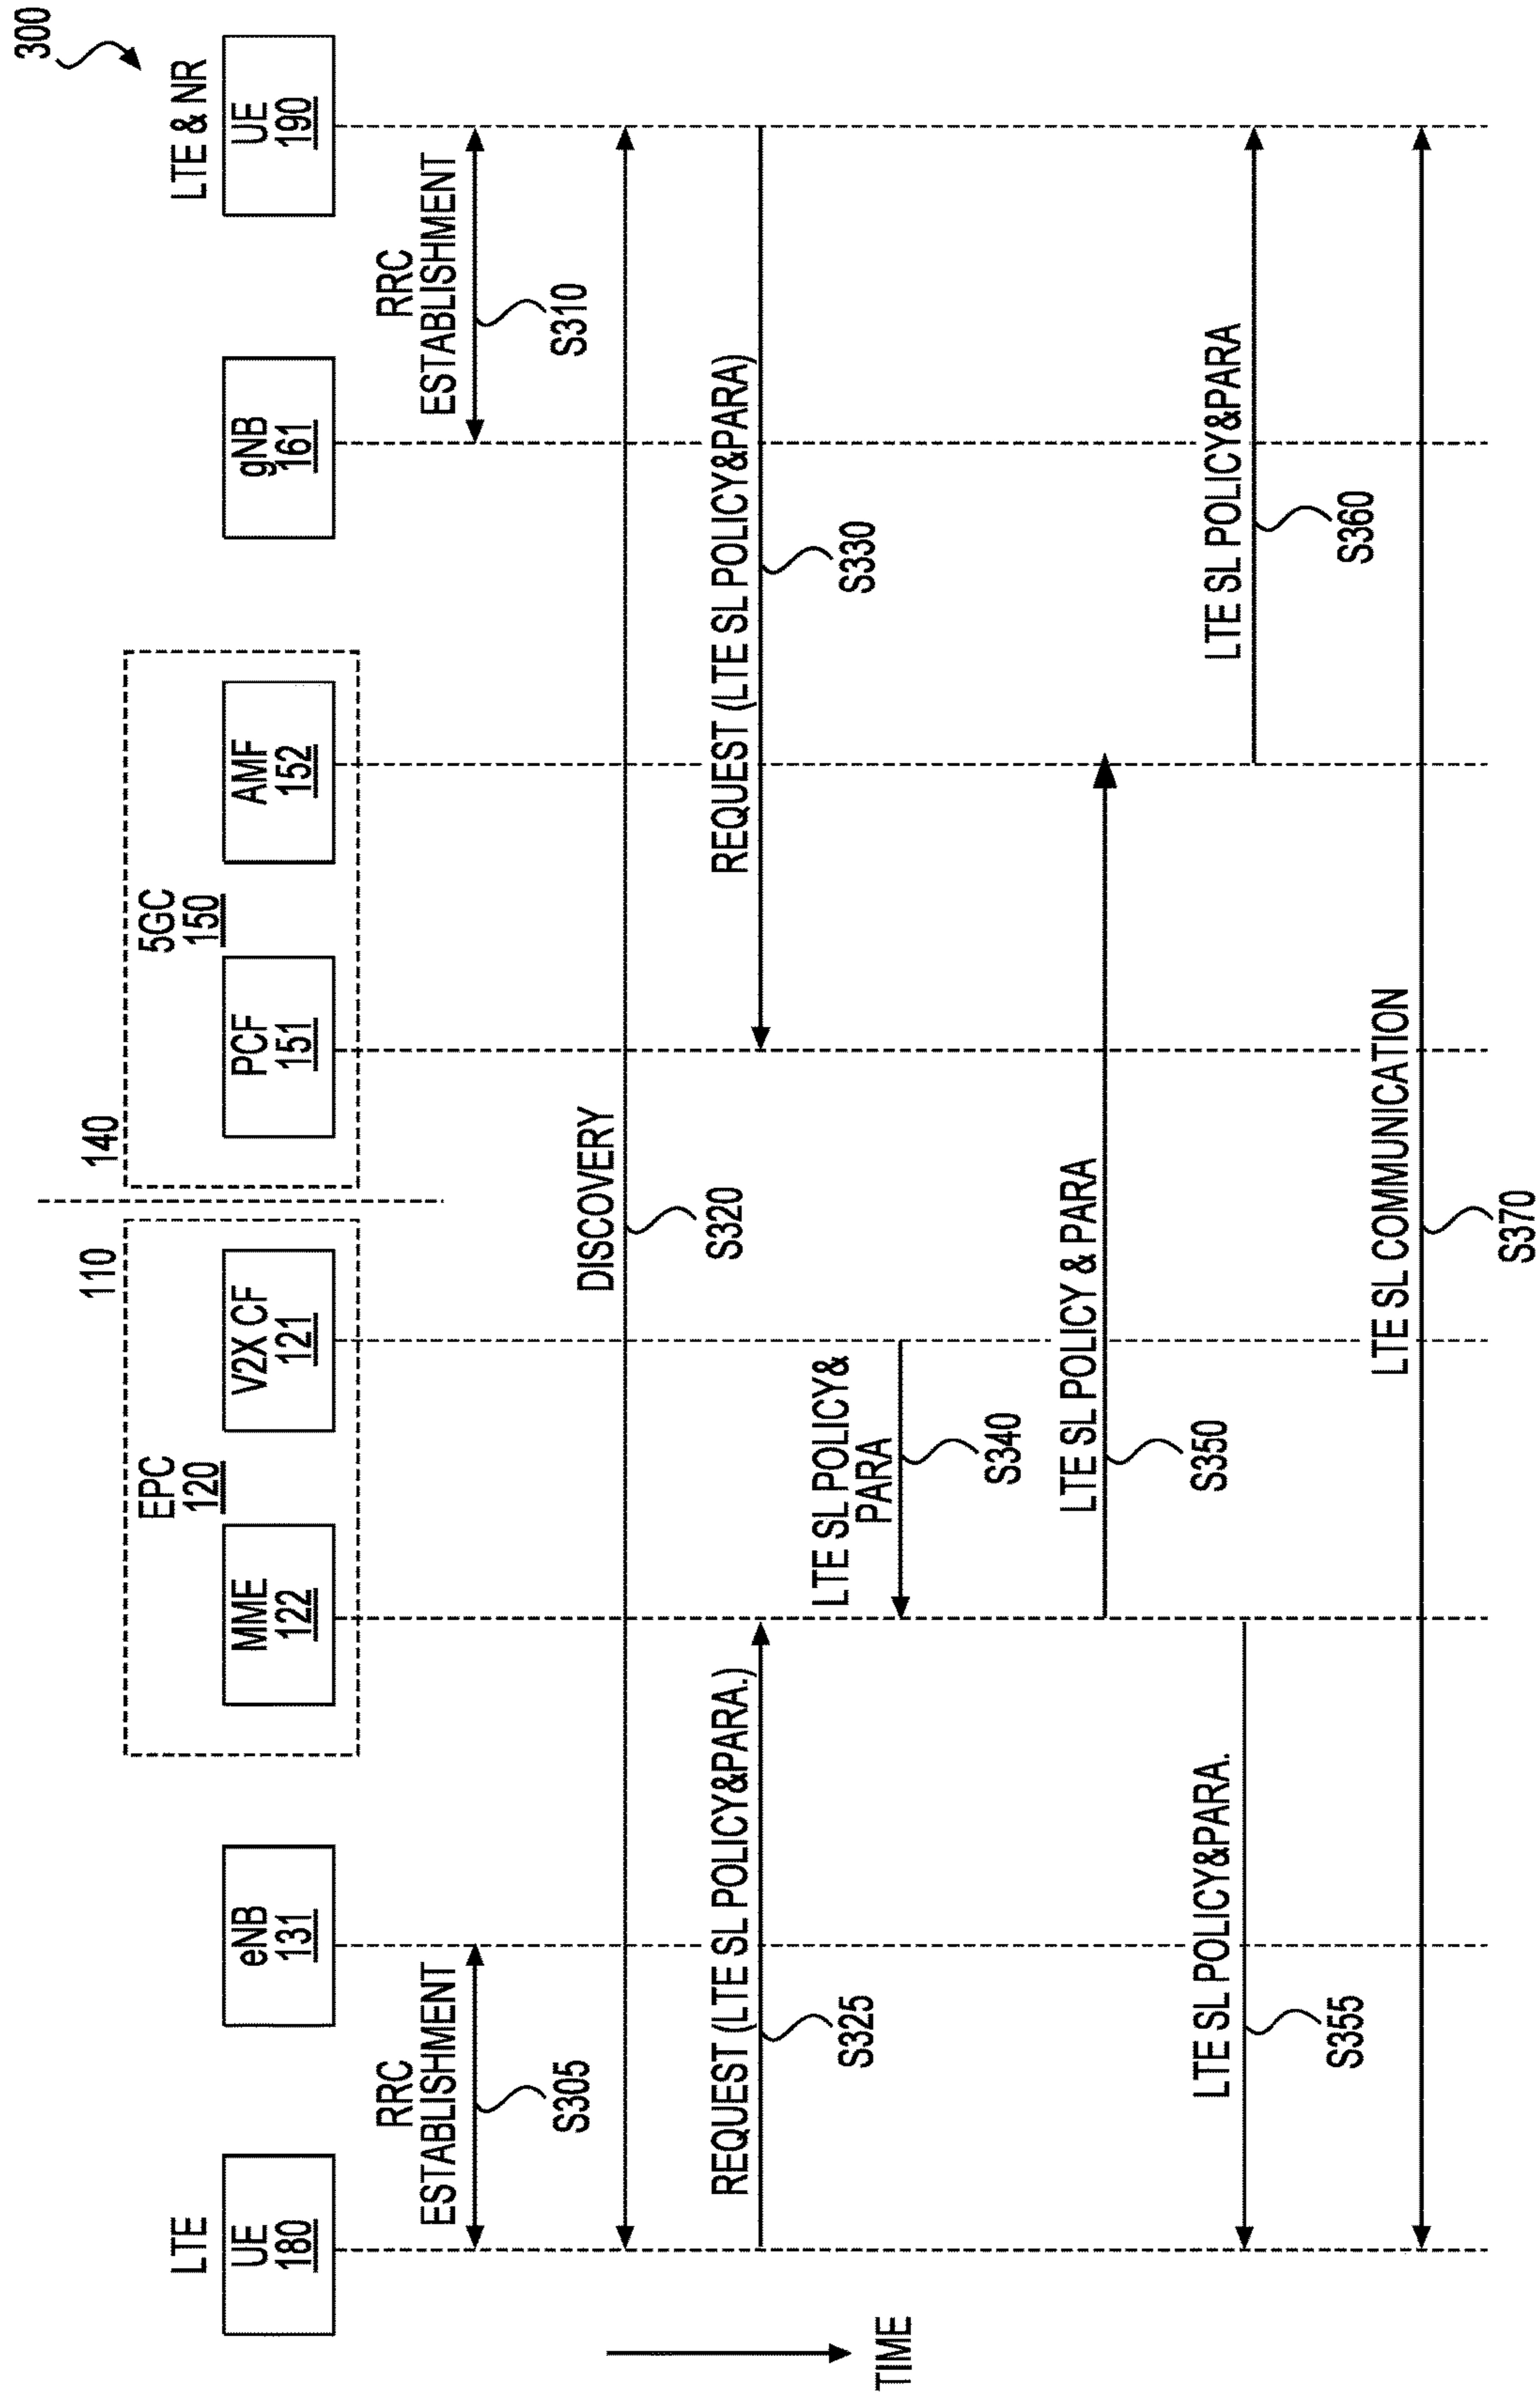 300
LTE
LTE & NR
110
140
EPC
120
5GC
150
UE
180
eNB
131
MME
122
V2X CF
121
PCF
151
AMF
152
gNB
161
UE
190
RRC
ESTABLISHMENT
S305
RRC
ESTABLISHMENT
S310
DISCOVERY
S320
REQUEST (LTE SL POLICY&PARA.)
S325
REQUEST (LTE SL POLICY&PARA)
S330
LTE SL POLICY&
PARA
S340
LTE SL POLICY & PARA
S350
LTE SL POLICY&PARA.
S355
LTE SL POLICY&PARA
S360
LTE SL COMMUNICATION
S370
TIME